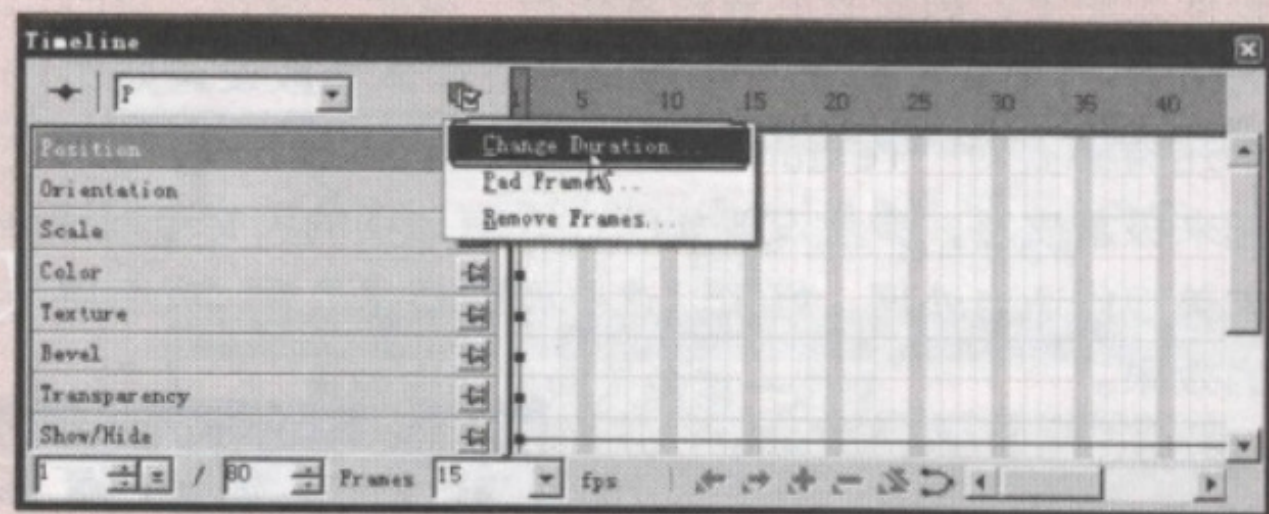 Timeline
P
1 5 10 15 20 25 30 35 40
Position
Change Duration...
Orientation
Pad Frames...
Scale
Remove Frames...
Color
Texture
Bevel
Transparency
Show/Hide
1 / 80 Frames 15 fps